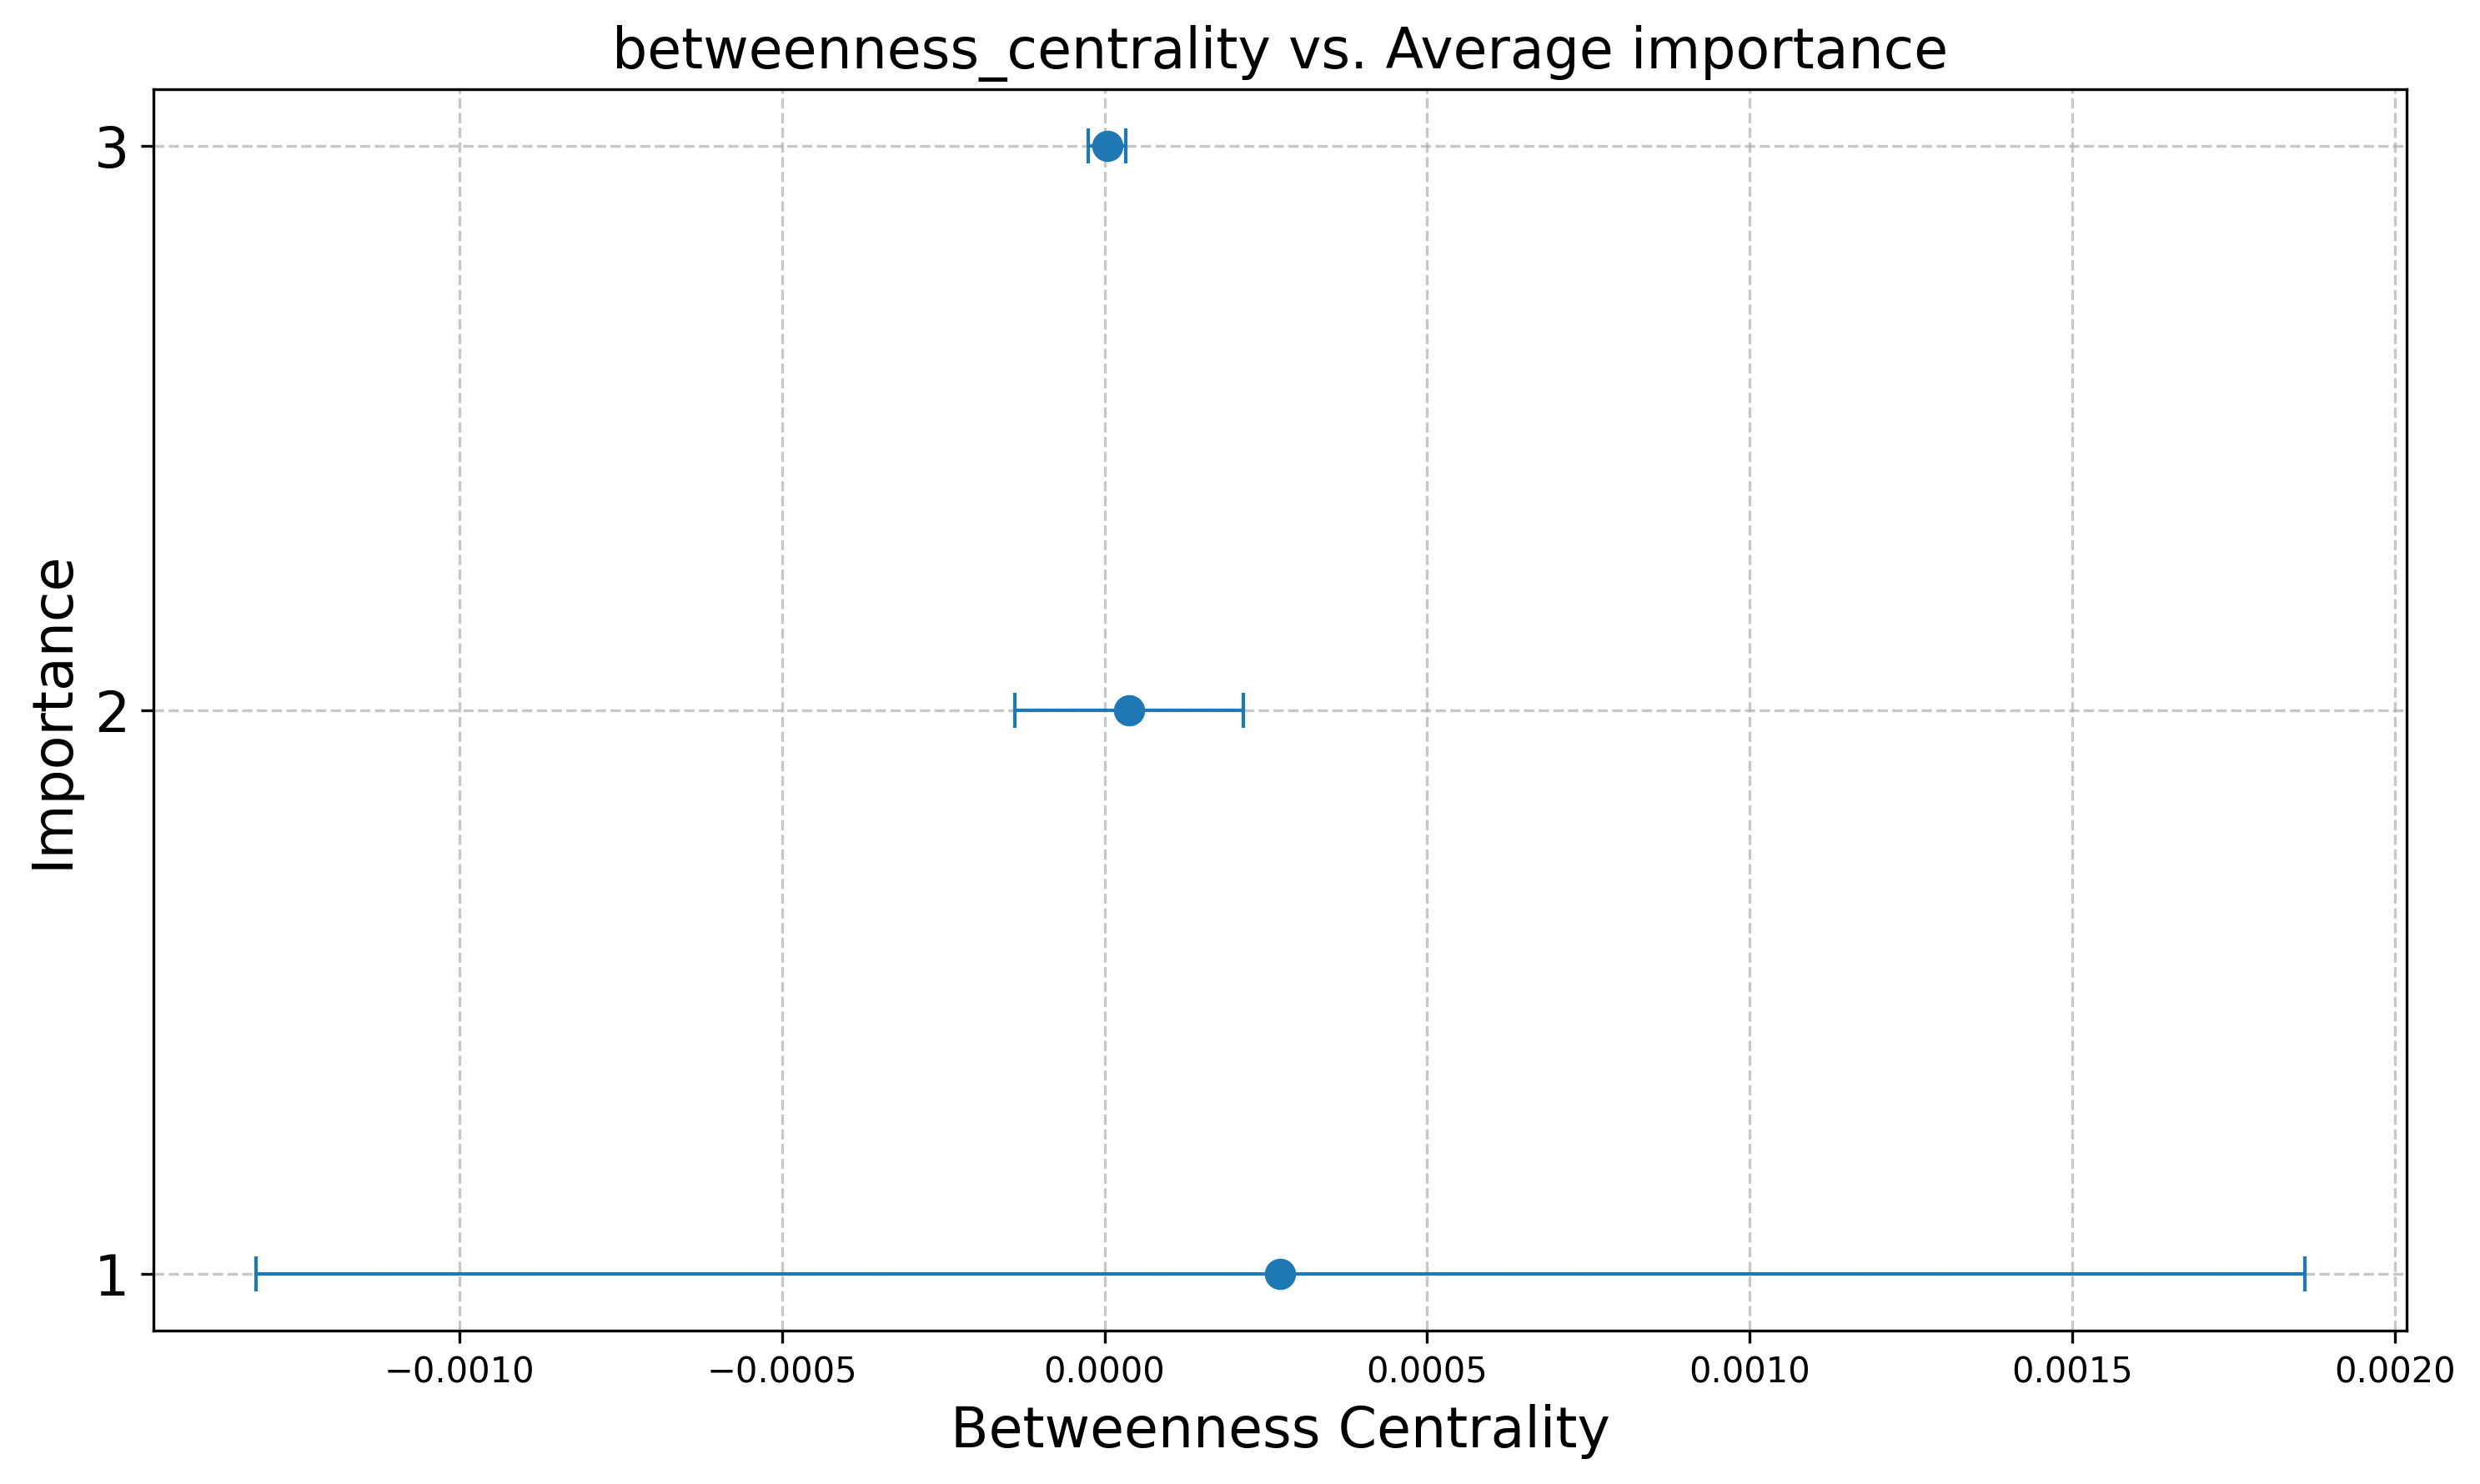 betweenness_centrality vs. Average importance
3
2
1
Importance
−0.0010 −0.0005 0.0000 0.0005 0.0010 0.0015 0.0020
Betweenness Centrality